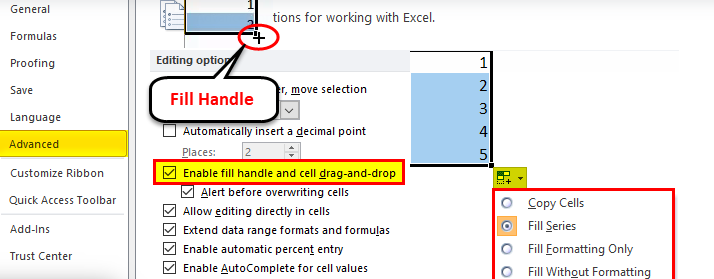 General
Formulas
Proofing
Save
Language
Advanced
Customize Ribbon
Quick Access Toolbar
Add-Ins
Trust Center
1
2
tions for working with Excel.
Fill Handle
Editing optio
er, move selection
Automatically insert a decimal point
Places: 2
Enable fill handle and cell drag-and-drop
Alert before overwriting cells
Allow editing directly in cells
Extend data range formats and formulas
Enable automatic percent entry
Enable AutoComplete for cell values
1
2
3
4
5
Copy Cells
Fill Series
Fill Formatting Only
Fill Without Formatting